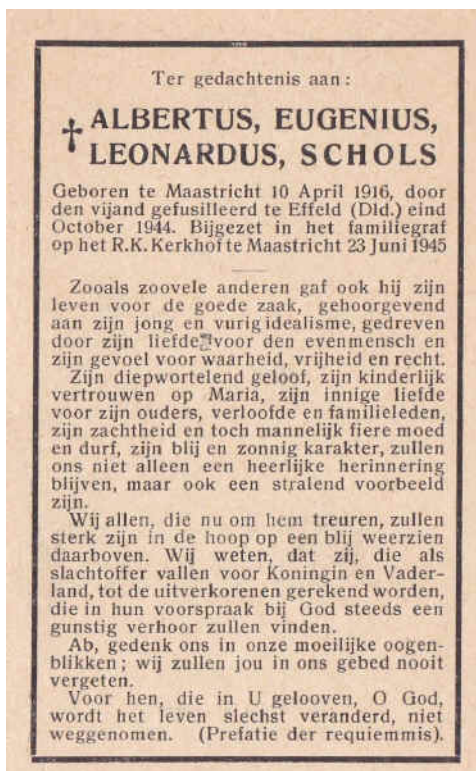 Ter gedachtenis aan:
† ALBERTUS, EUGENIUS,
LEONARDUS, SCHOLS
Geboren te Maastricht 10 April 1916, door
den vijand gefusilleerd te Effeld (Dld.) eind
October 1944. Bijgezet in het familiegraf
op het R.K. Kerkhof te Maastricht 23 Juni 1945
Zooals zoovele anderen gaf ook hij zijn
leven voor de goede zaak, gehoorgevend
aan zijn jong en vurig idealisme, gedreven
door zijn liefde voor den evenmensch en
zijn gevoel voor waarheid, vrijheid en recht.
Zijn diepwortelend geloof, zijn kinderlijk
vertrouwen op Maria, zijn innige liefde
voor zijn ouders, verloofde en familieleden,
zijn zachtheid en toch mannelijk fiere moed
en durf, zijn blij en zonnig karakter, zullen
ons niet alleen een heerlijke herinnering
blijven, maar ook een stralend voorbeeld
zijn.
Wij allen, die nu om hem treuren, zullen
sterk zijn in de hoop op een blij weerzien
daarboven. Wij weten, dat zij, die als
slachtoffer vallen voor Koningin en Vader-
land, tot de uitverkorenen gerekend worden,
die in hun voorspraak bij God steeds een
gunstig verhoor zullen vinden.
Ab, gedenk ons in onze moeilijke oogen-
blikken; wij zullen jou in ons gebed nooit
vergeten.
Voor hen, die in U gelooven, O God,
wordt het leven slechst veranderd, niet
weggenomen. (Prefatie der requiemmis).